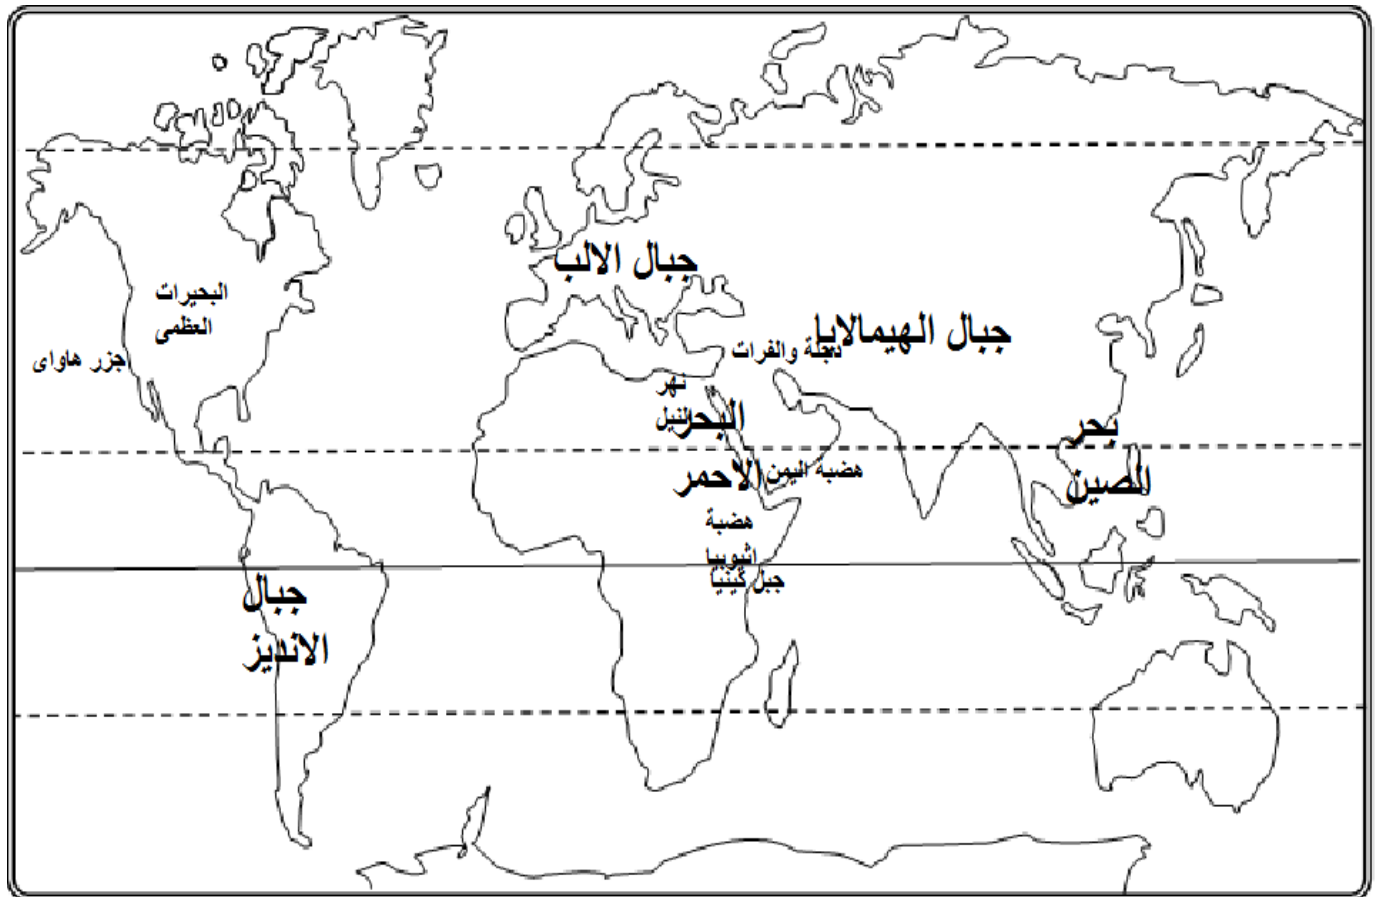 جبال الالب
البحيرات
العظمى
جبال الهيمالايا
دجلة والفرات
جزر هاواى
نهر
النيل
البحر
الاحمر
بحر
الصين
هضبة اليمن
هضبة
اثيوبيا
جبل كينيا
جبال
الانديز